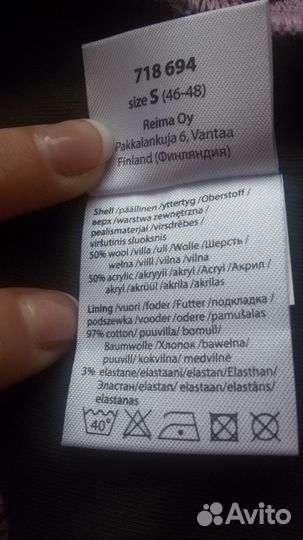 718 694
size S (46-48)
Reima Oy
Pakkalankuja 6, Vantaa
Finland (Финляндия)
Shell/päällinen/yttertyg/Oberstoff/
верх/warstwa zewnętrzna/
pealismaterjal/virsdrēbes/
viršutinis sluoksnis
50% wool/villa/ull/Wolle/Шерсть/
wełna/villi/vilna/vilna
50% acrylic/akryyli/akryl/Acryl/Акрил/
akryl/akrüül/akrila/akrilas
Lining/vuori/foder/Futter/подкладка/
podszewka/vooder/odere/pamušalas
97% cotton/puuvilla/bomull/
Baumwolle/Хлопок/bawełna/
puuvill/kokvilna/medvilnė
3% elastane/elastaani/elastan/Elasthan/
Эластан/elastan/elastaan/elastāns/
elastanas
40°
Avito